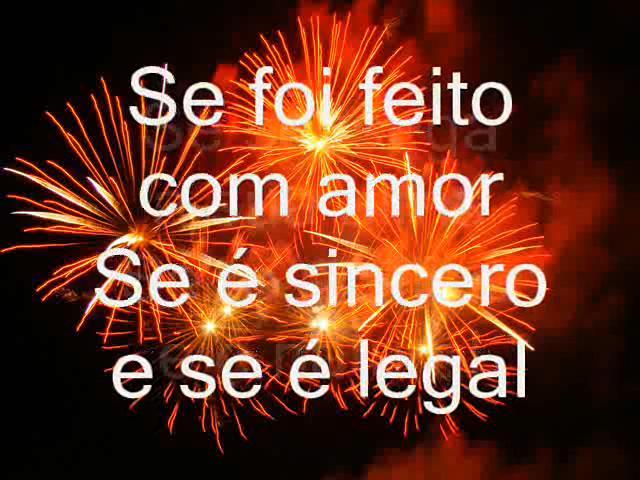 Se foi feito
com amor
Se é sincero
e se é legal